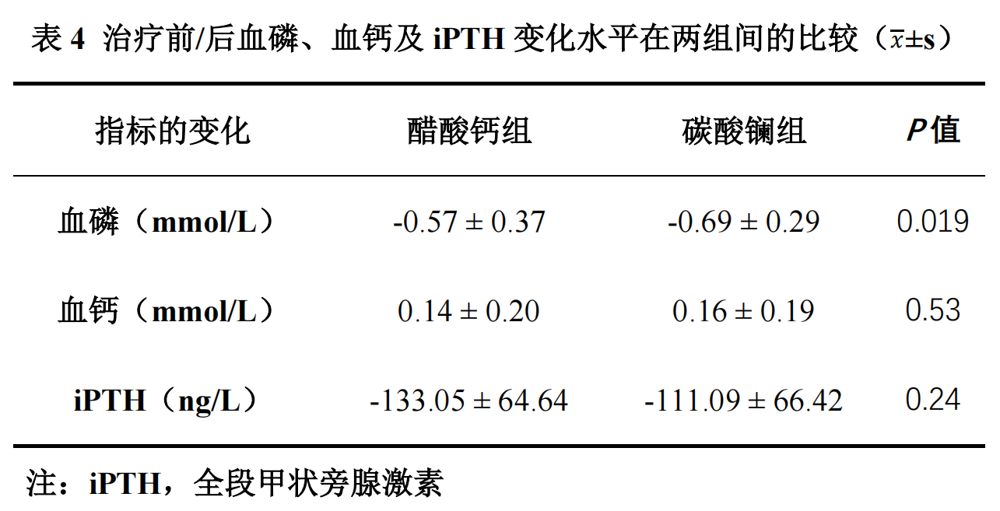 表 4 治疗前/后血磷、血钙及 iPTH 变化水平在两组间的比较（x̅±s）
指标的变化 醋酸钙组 碳酸镧组 P 值
血磷（mmol/L） -0.57 ± 0.37 -0.69 ± 0.29 0.019
血钙（mmol/L） 0.14 ± 0.20 0.16 ± 0.19 0.53
iPTH（ng/L） -133.05 ± 64.64 -111.09 ± 66.42 0.24
注：iPTH，全段甲状旁腺激素